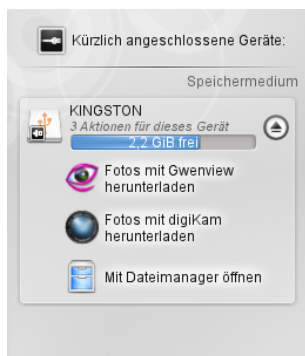 Kürzlich angeschlossene Geräte:
Speichermedium
KINGSTON
3 Aktionen für dieses Gerät
2,2 GiB frei
Fotos mit Gwenview
herunterladen
Fotos mit digiKam
herunterladen
Mit Dateimanager öffnen